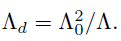 Λ_d = Λ_0^2/Λ.